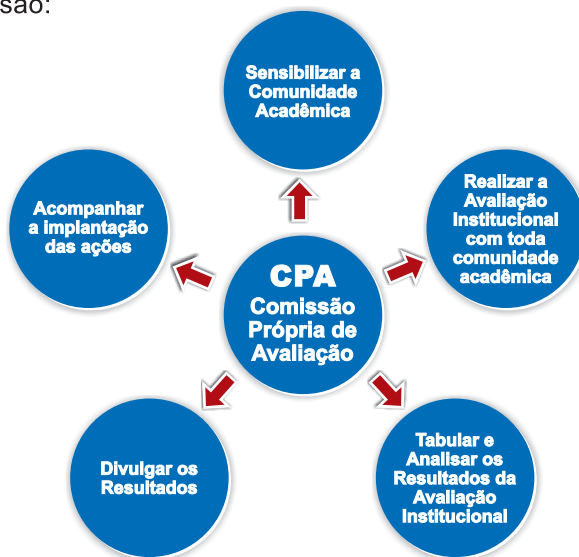 são:
Sensibilizar a
Comunidade
Acadêmica
Realizar a
Avaliação
Institucional
com toda
comunidade
acadêmica
Tabular e
Analisar os
Resultados da
Avaliação
Institucional
Divulgar os
Resultados
Acompanhar
a implantação
das ações
CPA
Comissão
Própria de
Avaliação